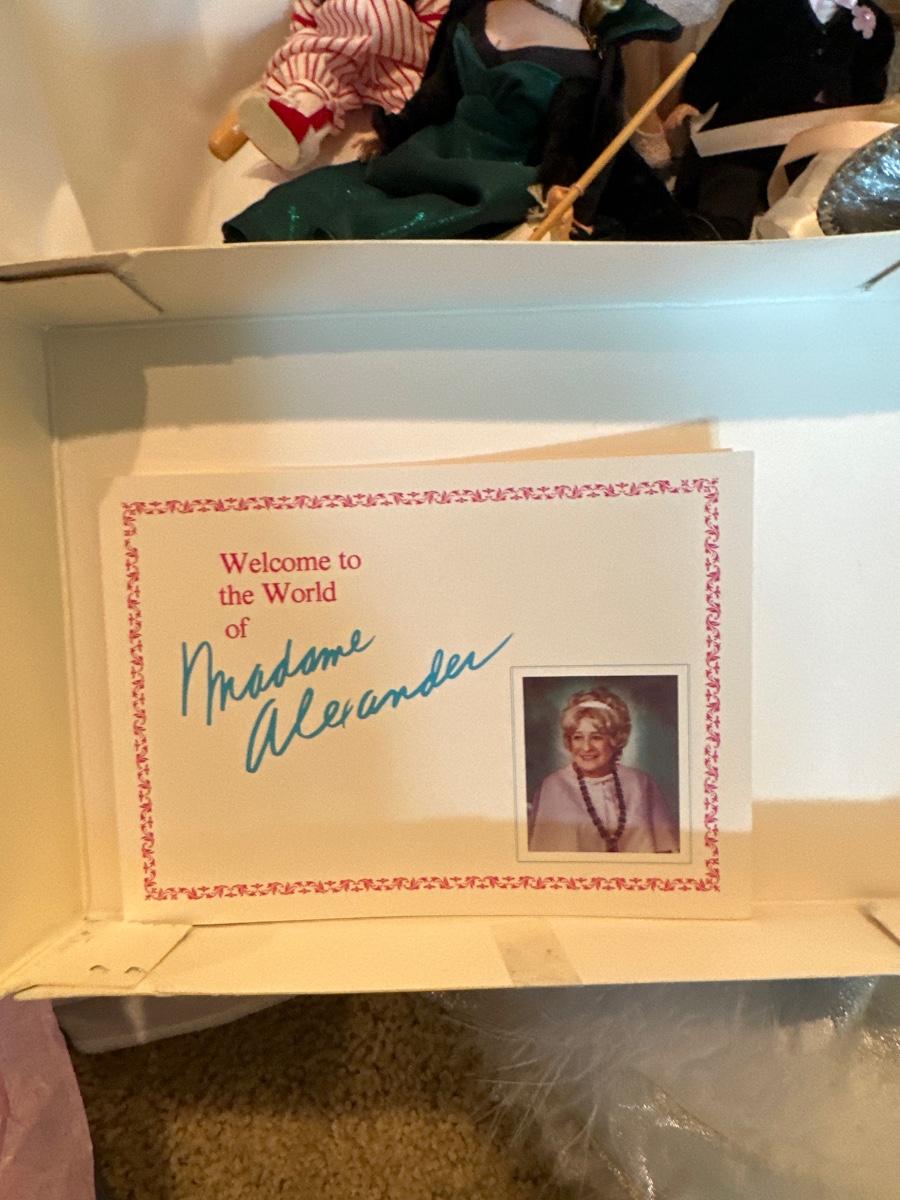 Welcome to
the World
of
Madame
Alexander